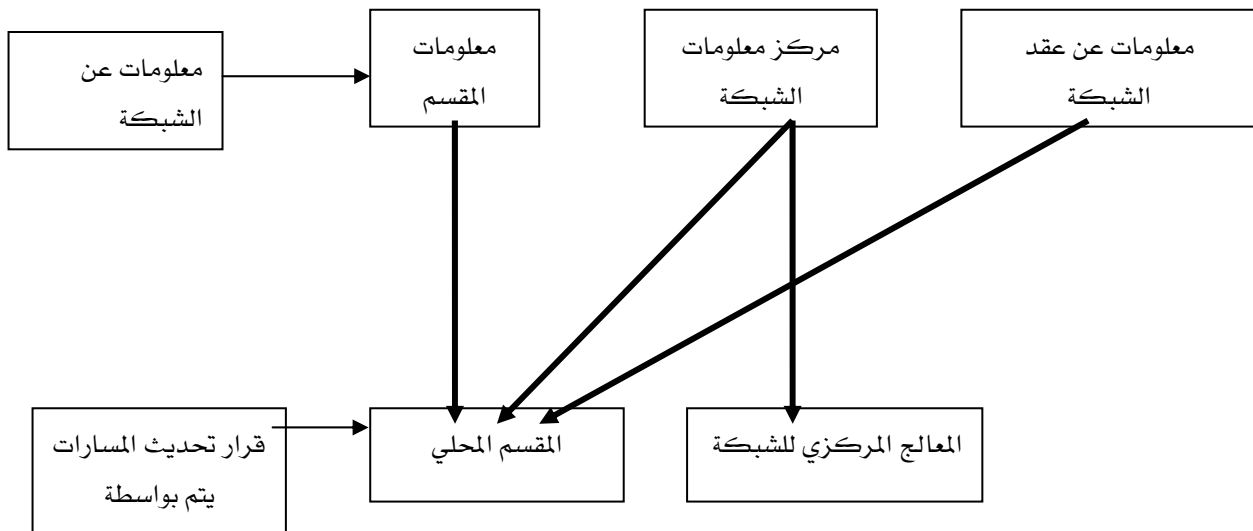 معلومات عن عقد
الشبكة
مركز معلومات
الشبكة
معلومات
المقسم
معلومات عن
الشبكة
المعالج المركزي للشبكة
المقسم المحلي
قرار تحديث المسارات
يتم بواسطة